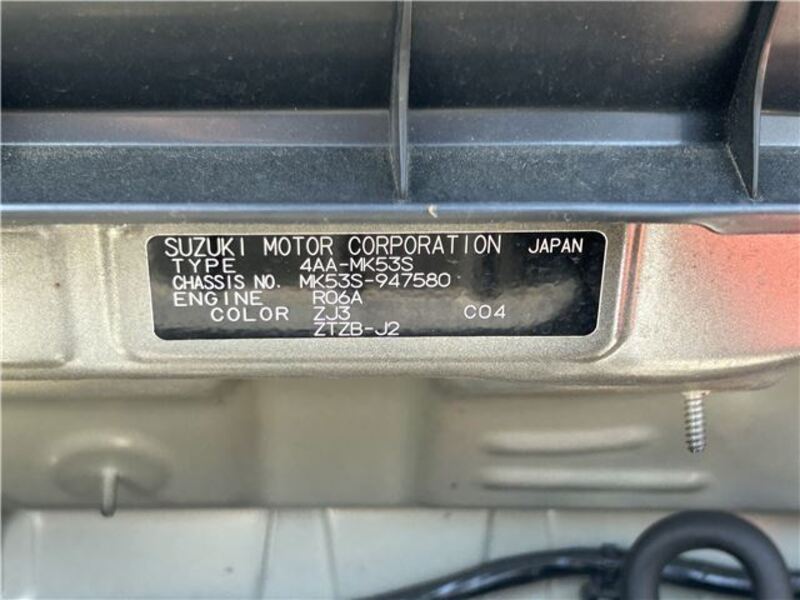 SUZUKI MOTOR CORPORATION JAPAN
TYPE 4AA-MK53S
CHASSIS NO. MK53S-947580
ENGINE R06A
COLOR ZJ3 C04
ZTZB-J2